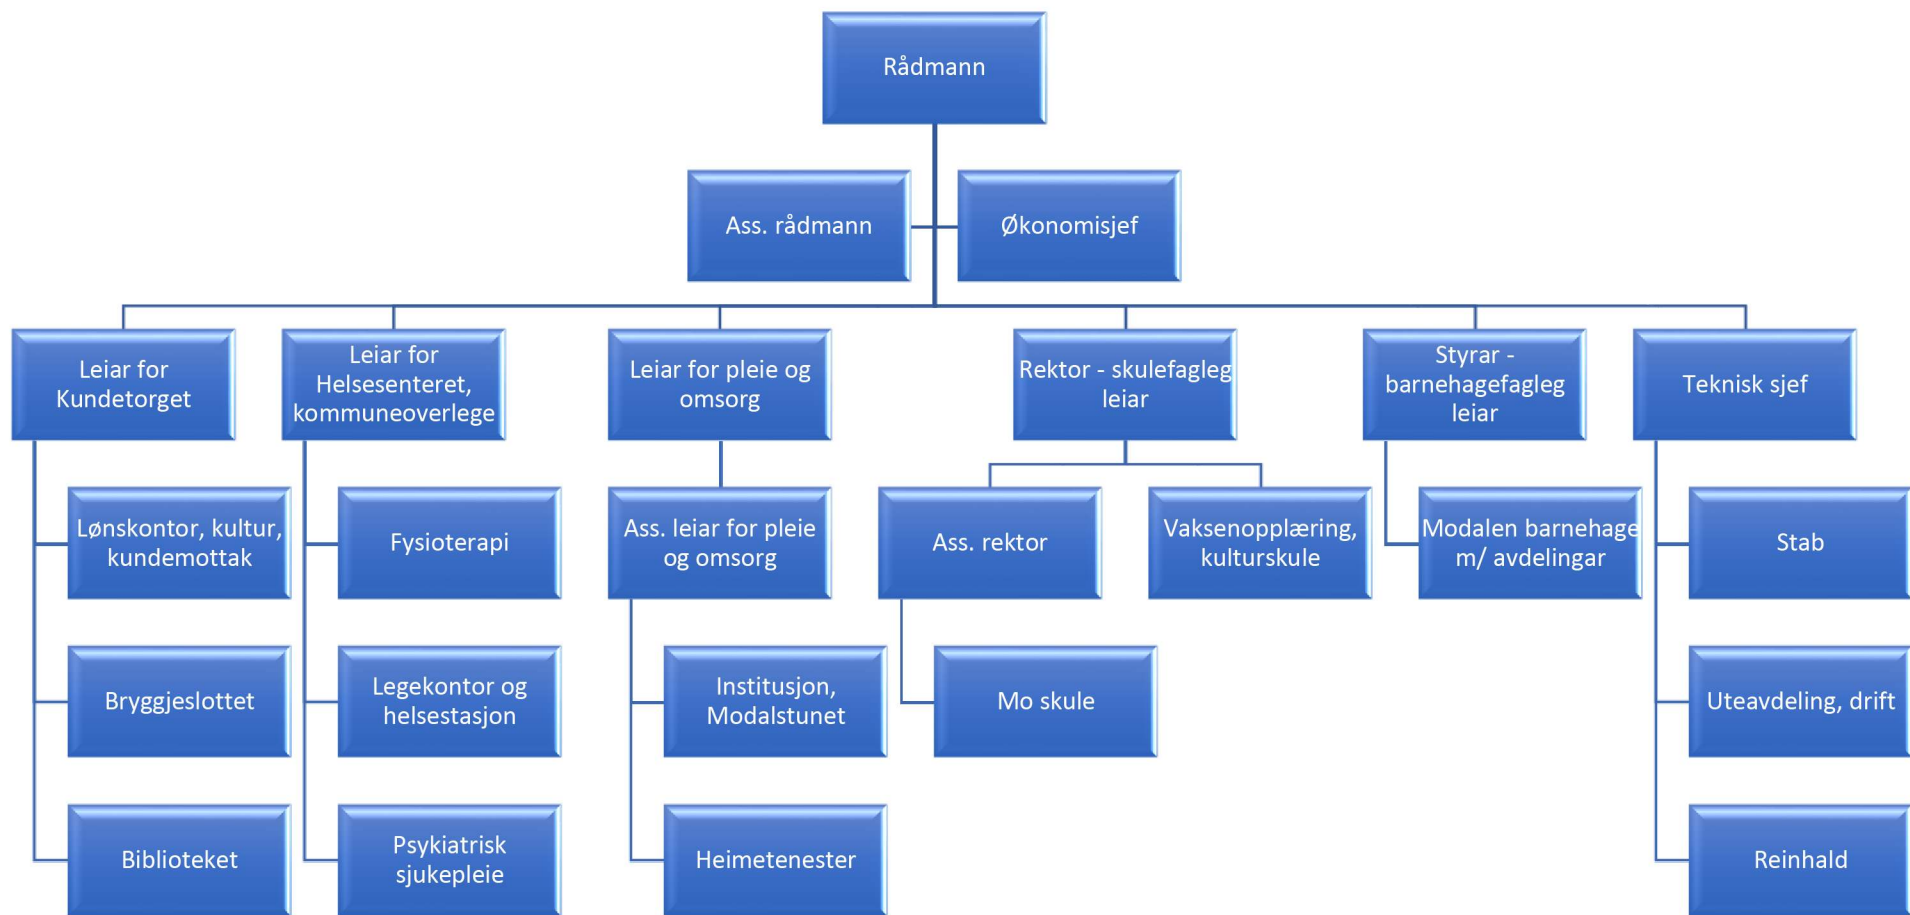 Rådmann
Ass. rådmann
Økonomisjef
Leiar for
Kundetorget
Leiar for
Helsesenteret,
kommuneoverlege
Leiar for pleie og
omsorg
Rektor - skulefagleg
leiar
Styrar -
barnehagefagleg
leiar
Teknisk sjef
Lønskontor, kultur,
kundemottak
Fysioterapi
Ass. leiar for pleie
og omsorg
Ass. rektor
Vaksenopplæring,
kulturskule
Modalen barnehage
m/ avdelingar
Stab
Bryggjeslottet
Legekontor og
helsestasjon
Institusjon,
Modalstunet
Mo skule
Uteavdeling, drift
Biblioteket
Psykiatrisk
sjukepleie
Heimetenester
Reinhald